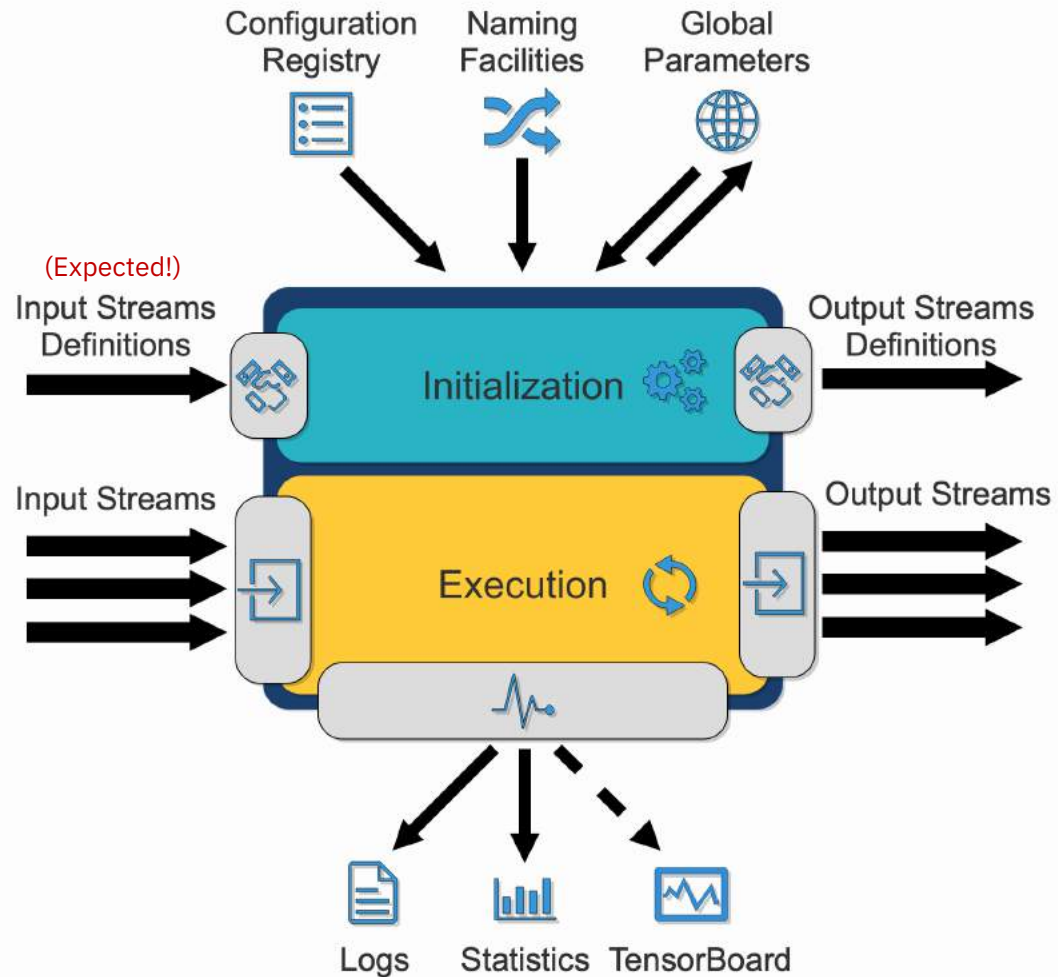 Configuration
Registry
Naming
Facilities
Global
Parameters
(Expected!)
Input Streams
Definitions
Initialization
Output Streams
Definitions
Input Streams
Execution
Output Streams
Logs
Statistics
TensorBoard